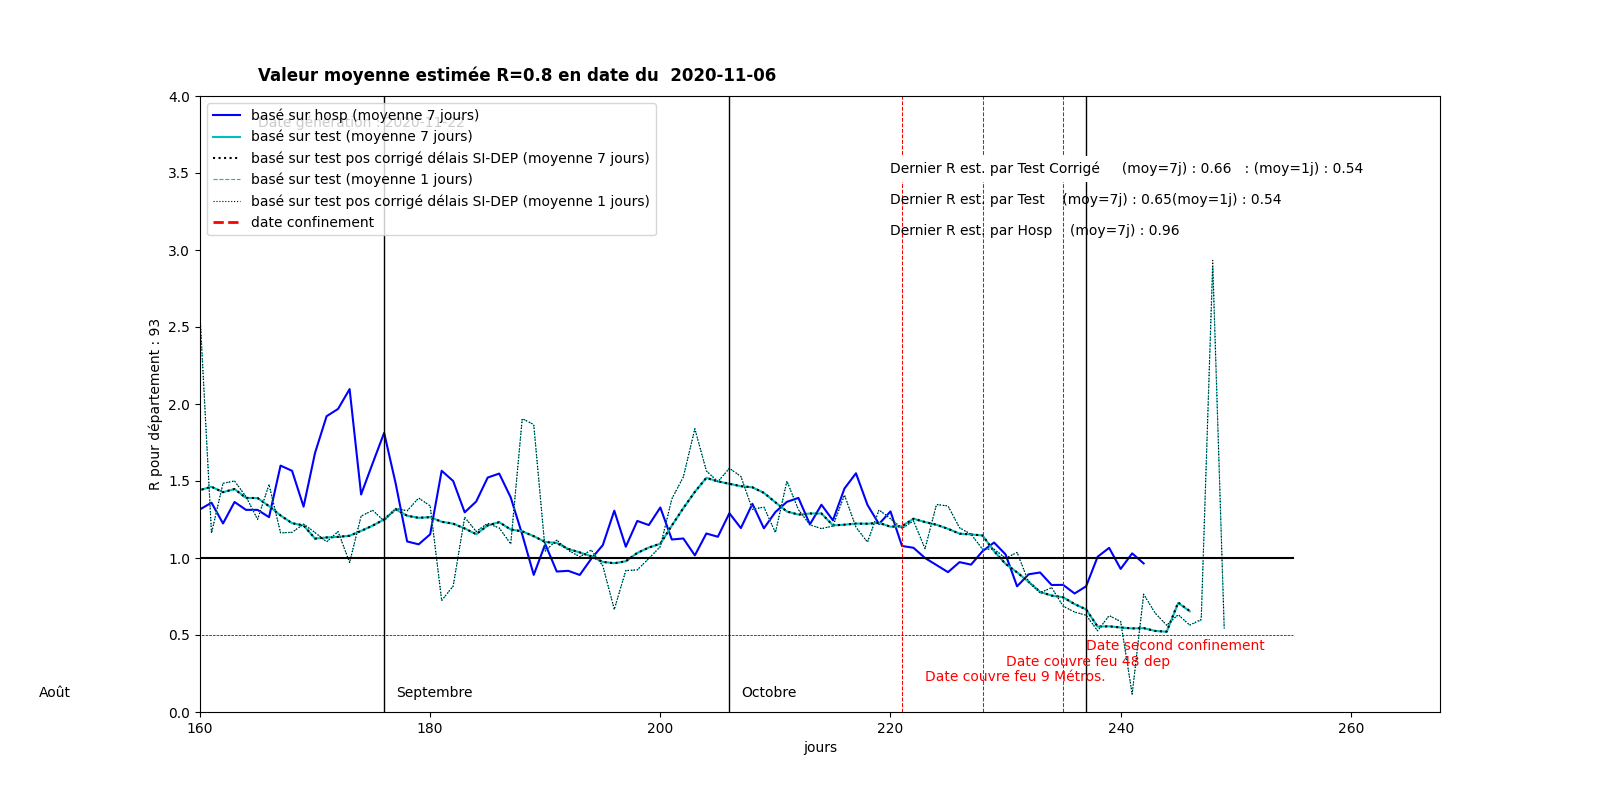 Valeur moyenne estimée R=0.8 en date du  2020-11-06
4.0
basé sur hosp (moyenne 7 jours)
Date génération : 2020-11-22
basé sur test (moyenne 7 jours)
basé sur test pos corrigé délais SI-DEP (moyenne 7 jours)
basé sur test (moyenne 1 jours)
basé sur test pos corrigé délais SI-DEP (moyenne 1 jours)
date confinement
Dernier R est. par Test Corrigé     (moy=7j) : 0.66   : (moy=1j) : 0.54
3.5
Dernier R est. par Test    (moy=7j) : 0.65(moy=1j) : 0.54
Dernier R est. par Hosp    (moy=7j) : 0.96
3.0
2.5
2.0
R pour département : 93
1.5
1.0
0.5
Date second confinement
Date couvre feu 48 dep
Date couvre feu 9 Métros.
Août
Septembre
Octobre
0.0
160 180 200 220 240 260
jours